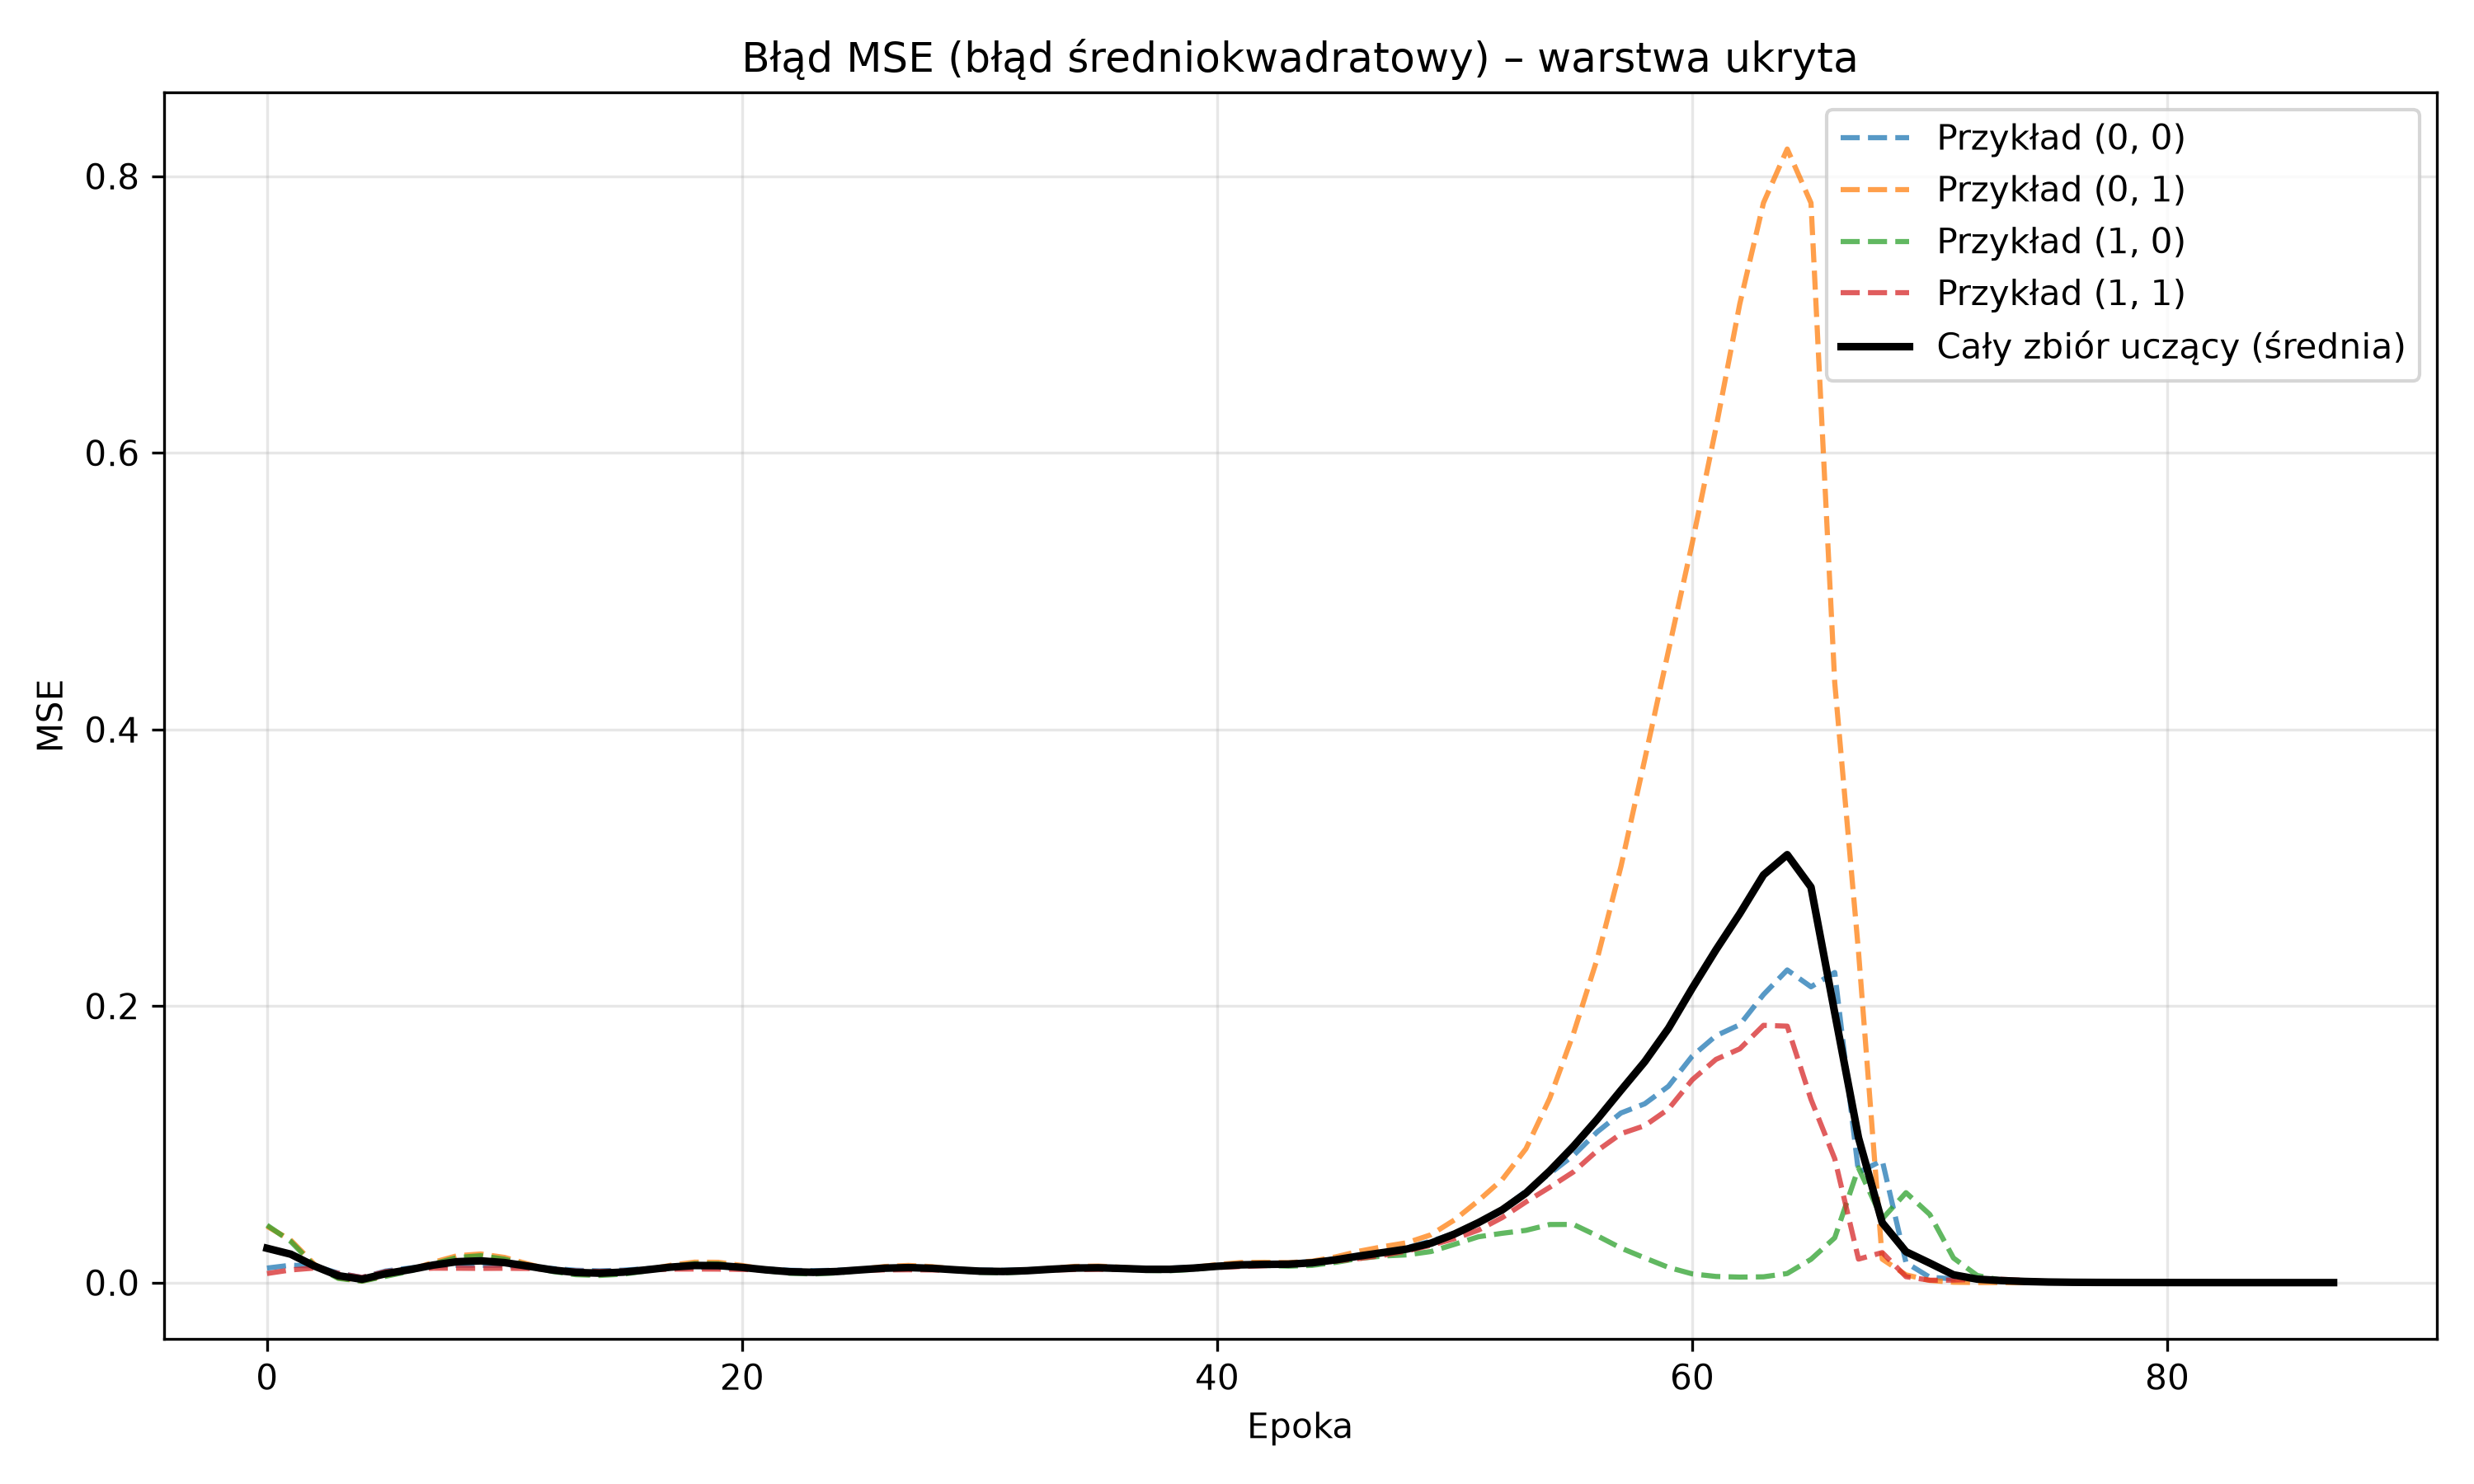 Błąd MSE (błąd średniokwadratowy) – warstwa ukryta
Przykład (0, 0)
Przykład (0, 1)
Przykład (1, 0)
Przykład (1, 1)
Cały zbiór uczący (średnia)
MSE
0.8
0.6
0.4
0.2
0.0
0 20 40 60 80
Epoka